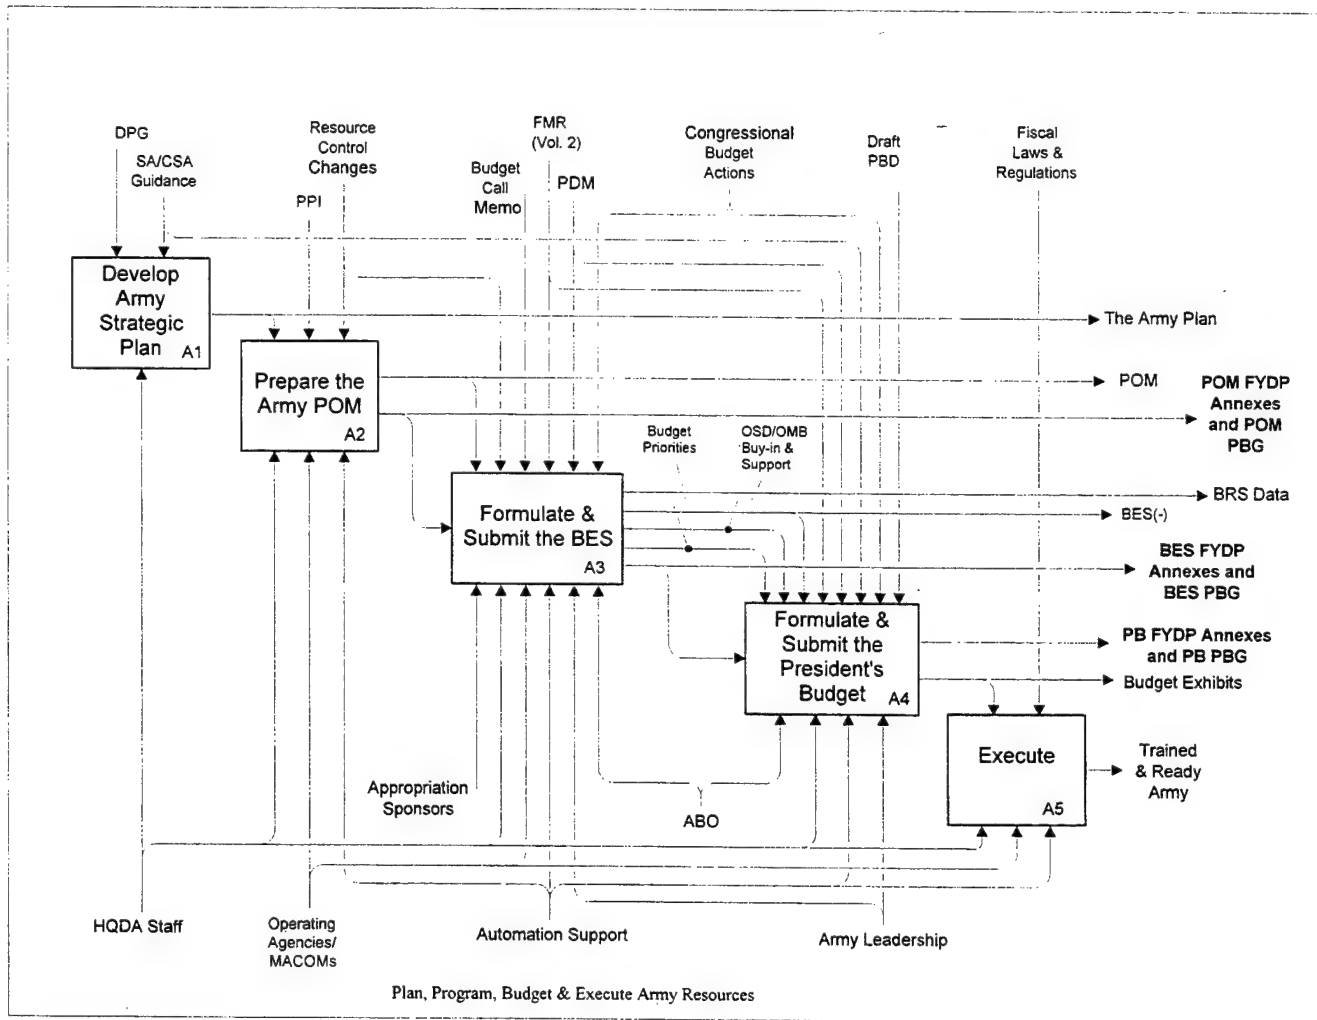 DPG
SA/CSA
Guidance
Resource
Control
Changes
PPI
Budget
Call
Memo
FMR
(Vol. 2)
PDM
Congressional
Budget
Actions
Draft
PBD
Fiscal
Laws &
Regulations
Develop
Army
Strategic
Plan
A1
The Army Plan
Prepare the
Army POM
A2
POM
POM FYDP
Annexes
and POM
PBG
Budget
Priorities
OSD/OMB
Buy-in &
Support
Formulate &
Submit the BES
A3
BRS Data
BES(-)
BES FYDP
Annexes and
BES PBG
Formulate &
Submit the
President's
Budget
A4
PB FYDP Annexes
and PB PBG
Budget Exhibits
Execute
A5
Trained
& Ready
Army
Appropriation
Sponsors
ABO
HQDA Staff
Operating
Agencies/
MACOMs
Automation Support
Army Leadership
Plan, Program, Budget & Execute Army Resources